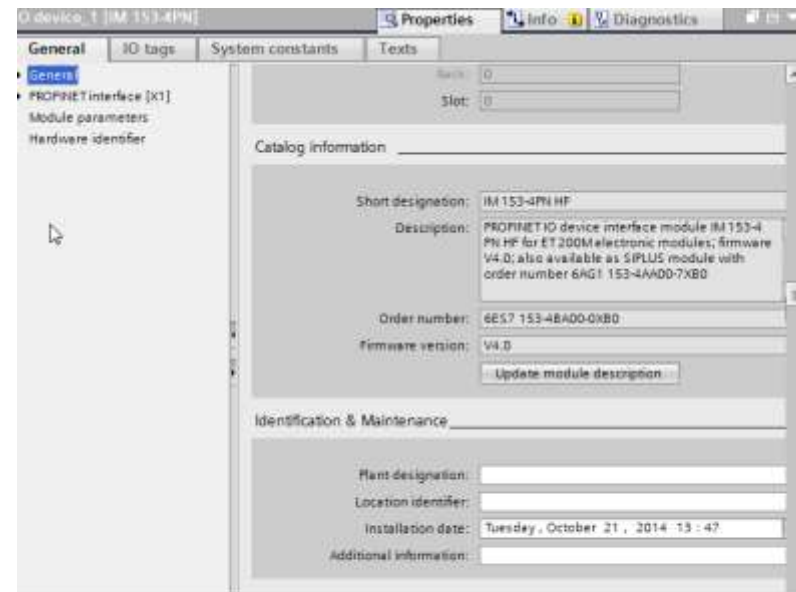 O device_1 [IM 153-4PN]
Properties Info Diagnostics
General IO tags System constants Texts
General
PROFINET interface [X1]
Module parameters
Hardware identifier
Rack: 0
Slot: 0
Catalog information
Short designation: IM 153-4PN HF
Description: PROFINET IO device interface module IM 153-4
PN HF for ET 200M electronic modules; firmware
V4.0; also available as SIPLUS module with
order number 6AG1 153-4AA00-7XB0
Order number: 6ES7 153-4BA00-0XB0
Firmware version: V4.0
Update module description
Identification & Maintenance
Plant designation:
Location identifier:
Installation date: Tuesday, October 21, 2014 13:47
Additional information: